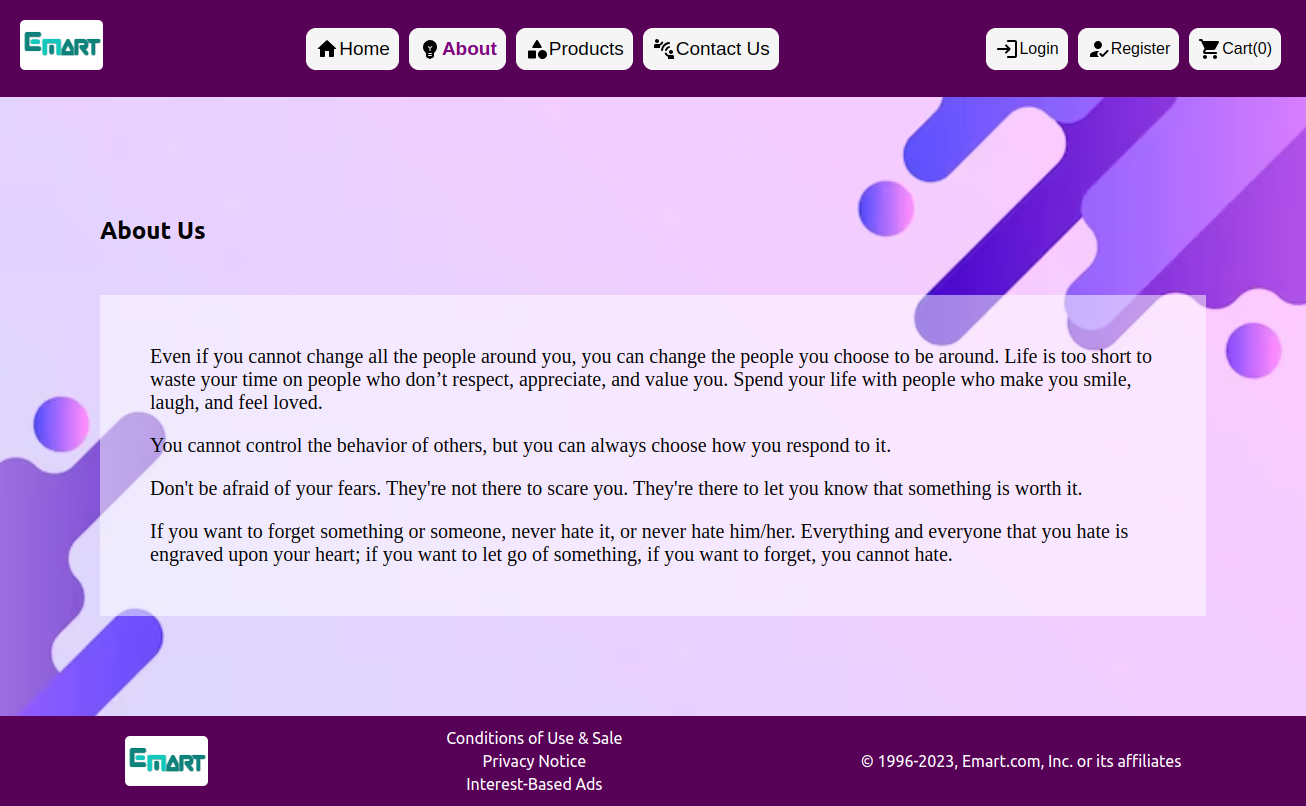 EMART
Home
About
Products
Contact Us
Login
Register
Cart(0)
About Us
Even if you cannot change all the people around you, you can change the people you choose to be around. Life is too short to
waste your time on people who don’t respect, appreciate, and value you. Spend your life with people who make you smile,
laugh, and feel loved.
You cannot control the behavior of others, but you can always choose how you respond to it.
Don't be afraid of your fears. They're not there to scare you. They're there to let you know that something is worth it.
If you want to forget something or someone, never hate it, or never hate him/her. Everything and everyone that you hate is
engraved upon your heart; if you want to let go of something, if you want to forget, you cannot hate.
EMART
Conditions of Use & Sale
Privacy Notice
Interest-Based Ads
© 1996-2023, Emart.com, Inc. or its affiliates